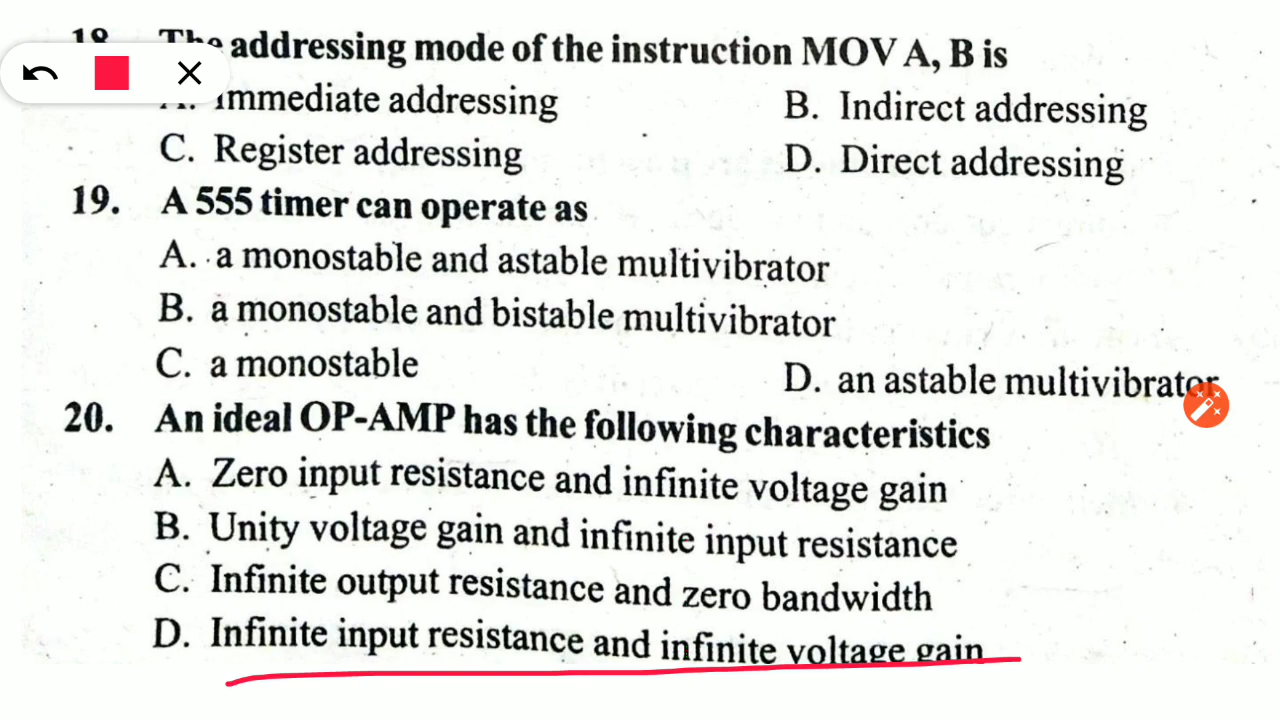 18. The addressing mode of the instruction MOV A, B is
A. Immediate addressing B. Indirect addressing
C. Register addressing D. Direct addressing
19. A 555 timer can operate as
A. a monostable and astable multivibrator
B. a monostable and bistable multivibrator
C. a monostable D. an astable multivibrator
20. An ideal OP-AMP has the following characteristics
A. Zero input resistance and infinite voltage gain
B. Unity voltage gain and infinite input resistance
C. Infinite output resistance and zero bandwidth
D. Infinite input resistance and infinite voltage gain